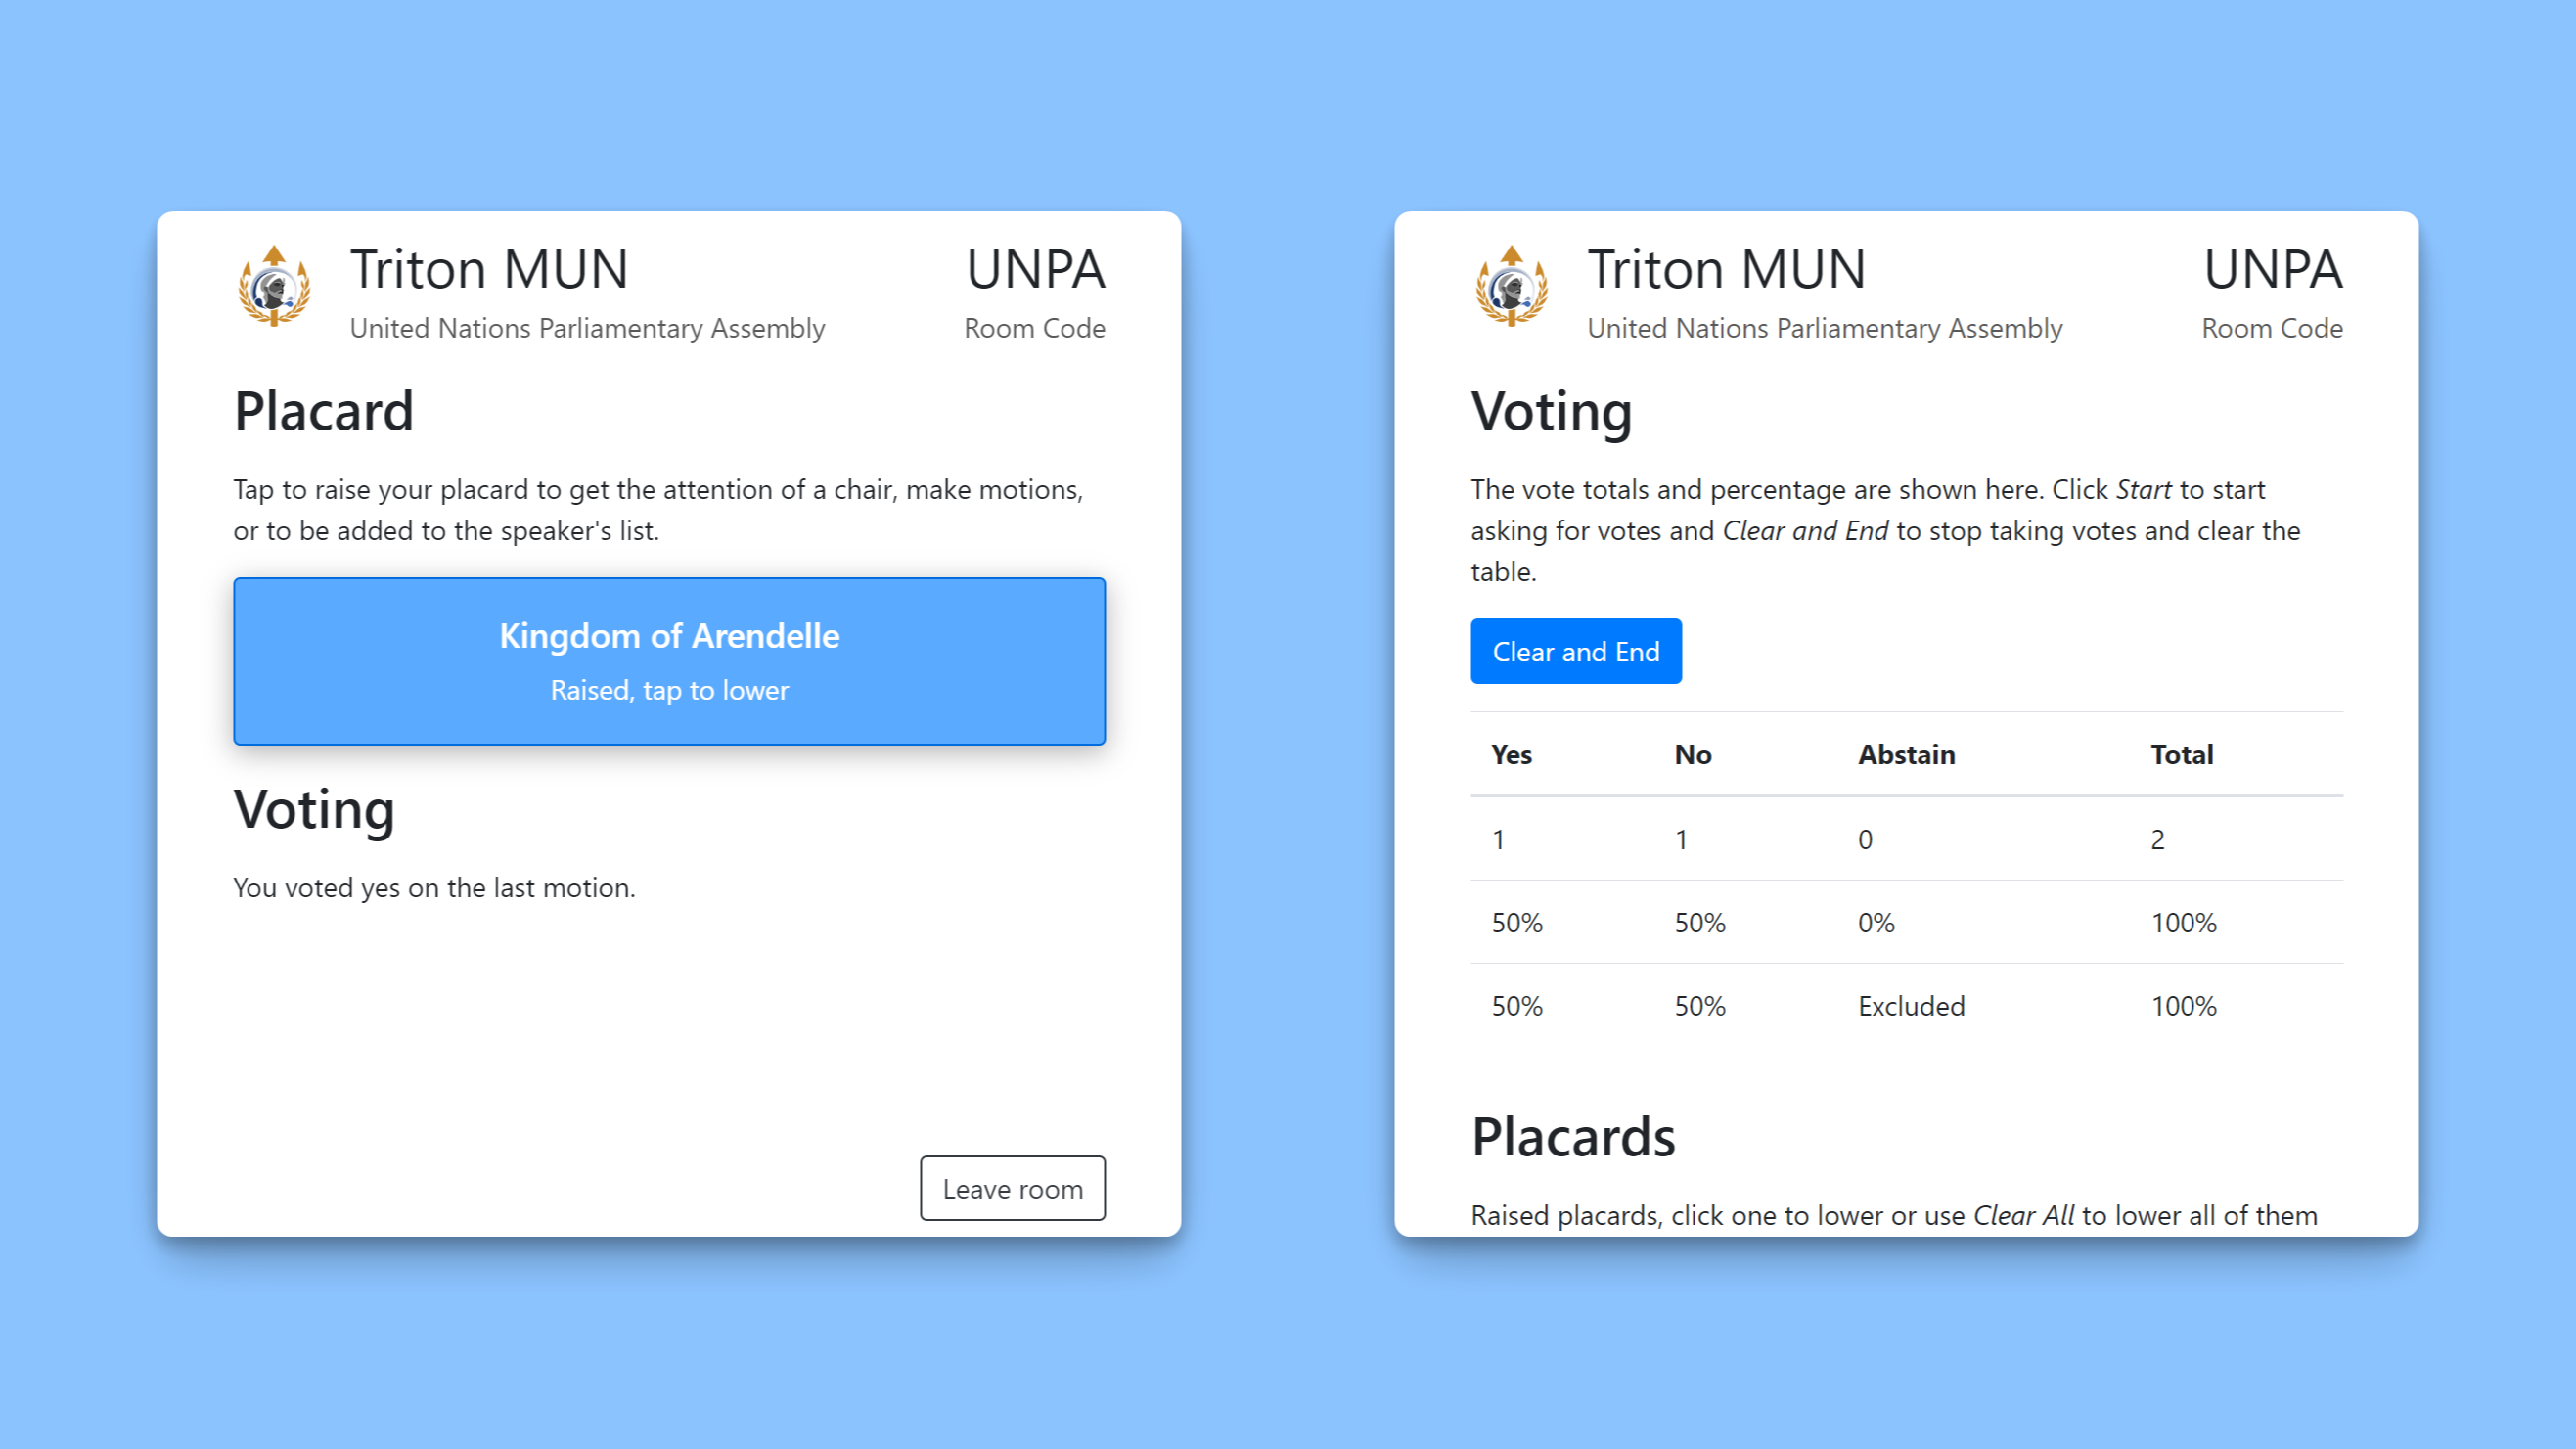 Triton MUN
UNPA
United Nations Parliamentary Assembly
Room Code
Placard
Tap to raise your placard to get the attention of a chair, make motions,
or to be added to the speaker's list.
Kingdom of Arendelle
Raised, tap to lower
Voting
You voted yes on the last motion.
Leave room
Triton MUN
UNPA
United Nations Parliamentary Assembly
Room Code
Voting
The vote totals and percentage are shown here. Click Start to start
asking for votes and Clear and End to stop taking votes and clear the
table.
Clear and End
Yes No Abstain Total
1 1 0 2
50% 50% 0% 100%
50% 50% Excluded 100%
Placards
Raised placards, click one to lower or use Clear All to lower all of them